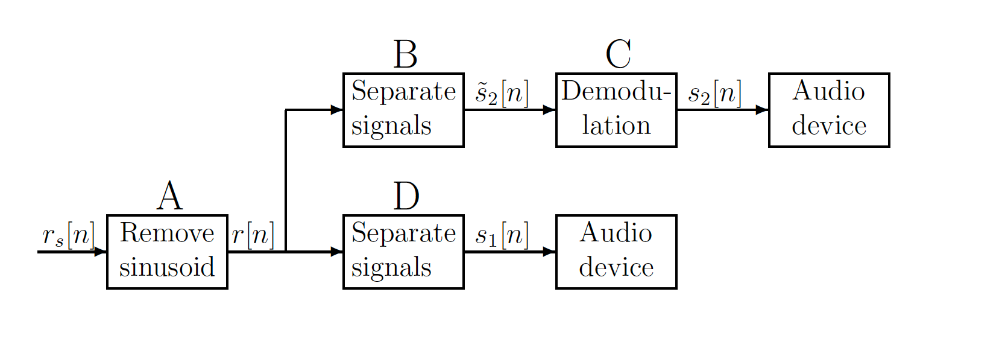 B
C
Separate
signals
s̃₂[n]
Demodu-
lation
s₂[n]
Audio
device
A
D
rₛ[n]
Remove
sinusoid
r[n]
Separate
signals
s₁[n]
Audio
device